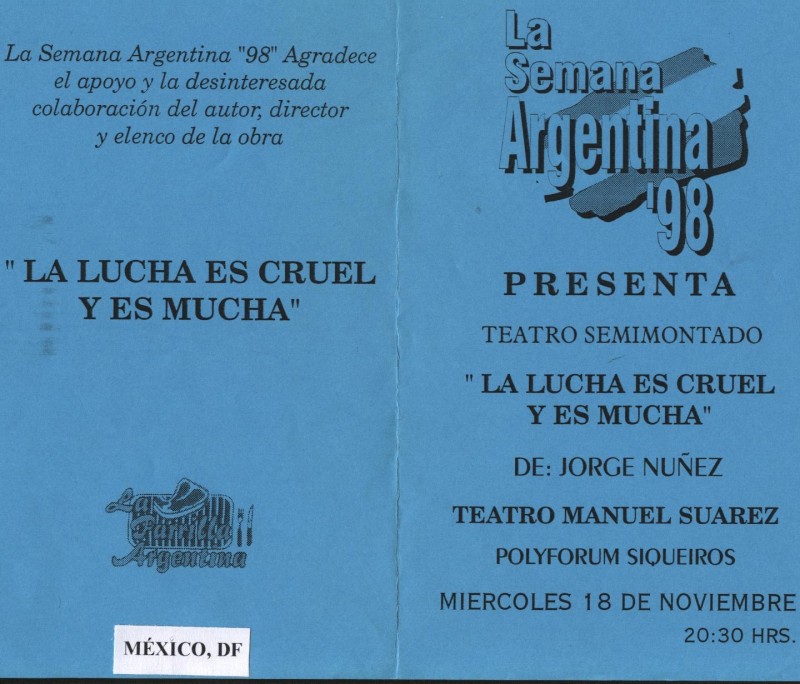 La Semana Argentina "98" Agradece
el apoyo y la desinteresada
colaboración del autor, director
y elenco de la obra
" LA LUCHA ES CRUEL
Y ES MUCHA"
La
Parrilla
Argentina
MÉXICO, DF
La
Semana
Argentina
'98
PRESENTA
TEATRO SEMIMONTADO
" LA LUCHA ES CRUEL
Y ES MUCHA"
DE: JORGE NUÑEZ
TEATRO MANUEL SUAREZ
POLYFORUM SIQUEIROS
MIERCOLES 18 DE NOVIEMBRE
20:30 HRS.